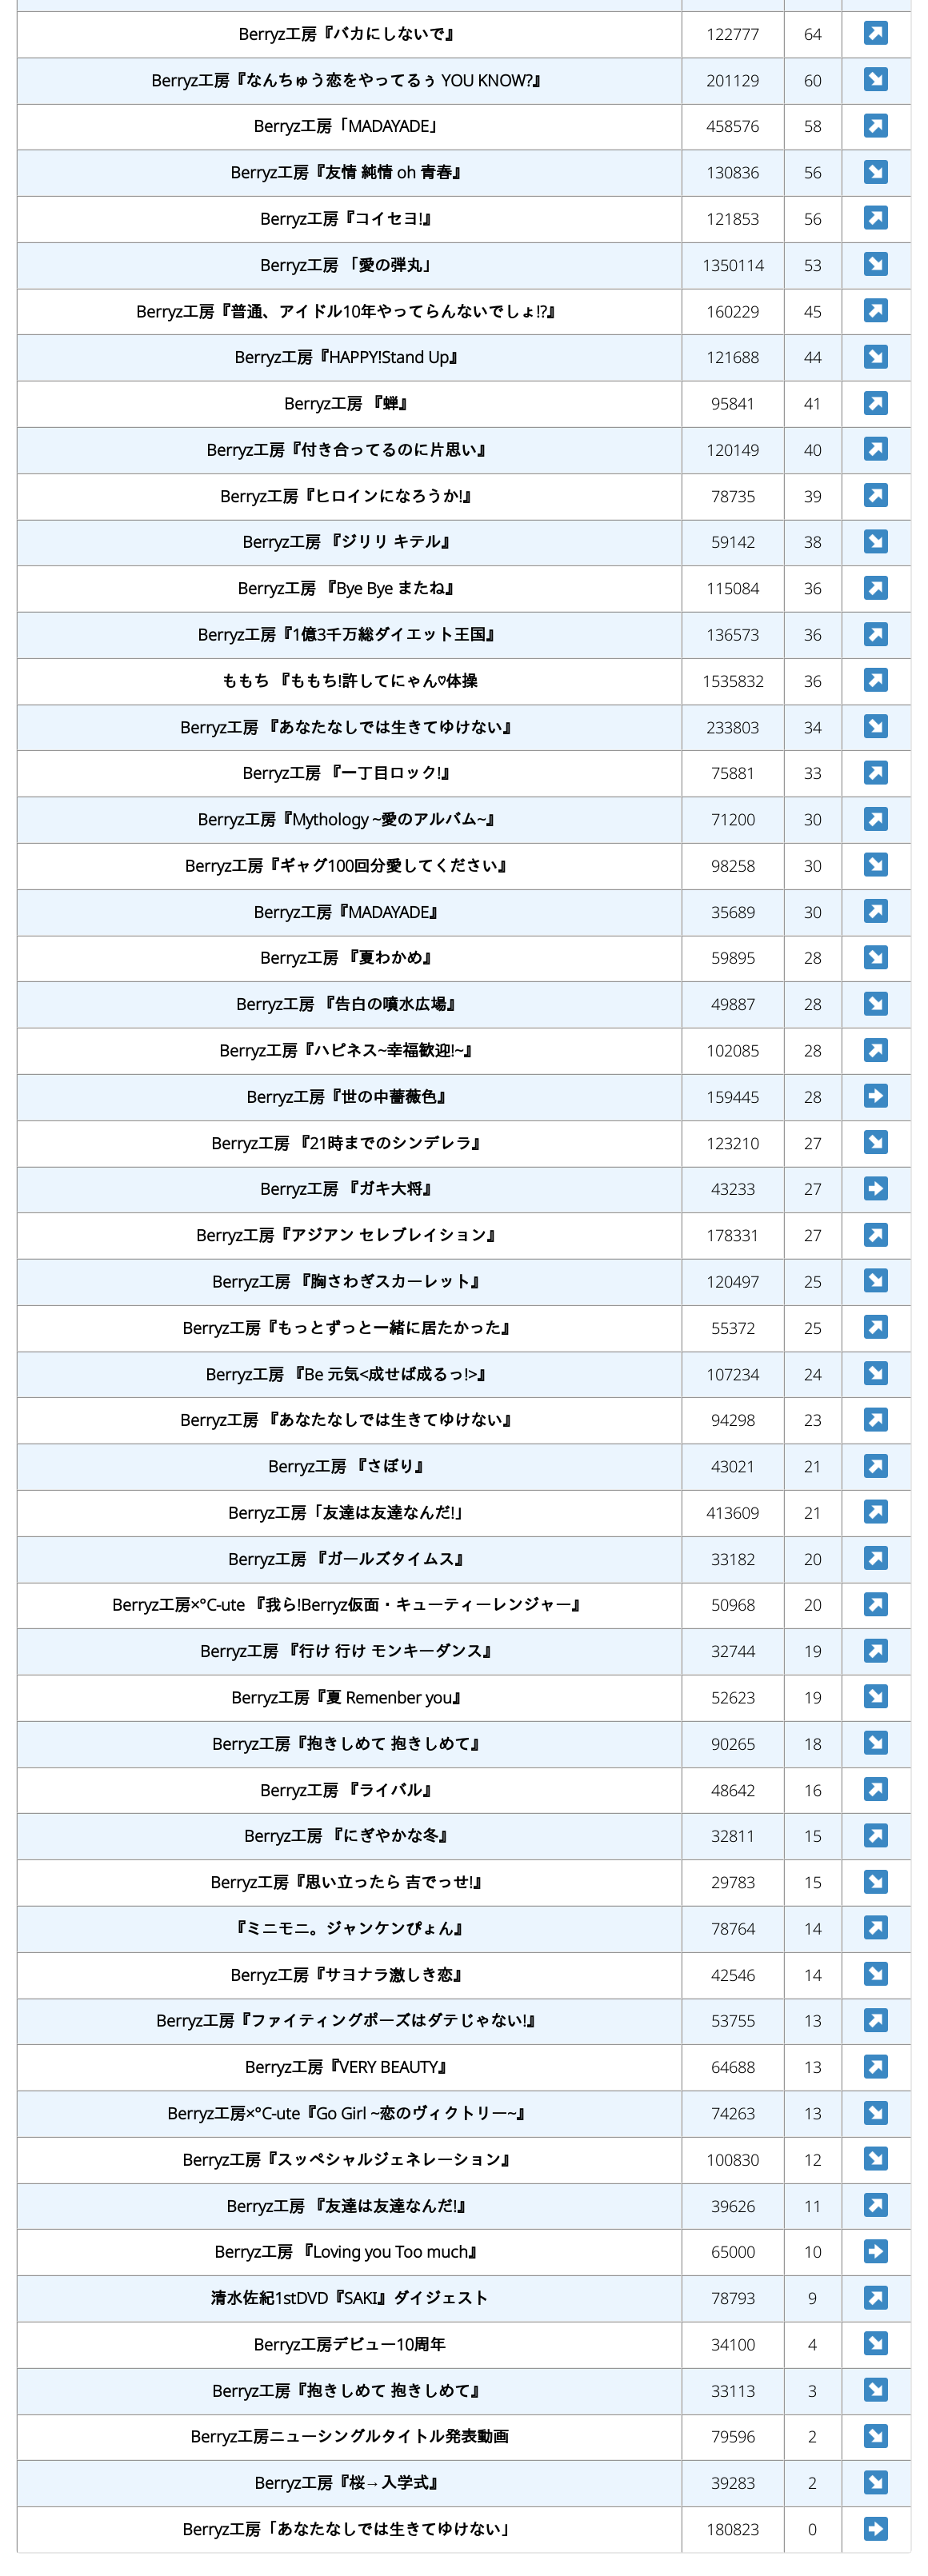 Berryz工房『バカにしないで』 122777 64
Berryz工房『なんちゅう恋をやってるぅ YOU KNOW?』 201129 60
Berryz工房「MADAYADE」 458576 58
Berryz工房『友情 純情 oh 青春』 130836 56
Berryz工房『コイセヨ!』 121853 56
Berryz工房 「愛の弾丸」 1350114 53
Berryz工房『普通、アイドル10年やってらんないでしょ!?』 160229 45
Berryz工房『HAPPY!Stand Up』 121688 44
Berryz工房 『蝉』 95841 41
Berryz工房『付き合ってるのに片思い』 120149 40
Berryz工房『ヒロインになろうか!』 78735 39
Berryz工房 『ジリリ キテル』 59142 38
Berryz工房 『Bye Bye またね』 115084 36
Berryz工房『1億3千万総ダイエット王国』 136573 36
ももち 『ももち!許してにゃん♡体操 1535832 36
Berryz工房 『あなたなしでは生きてゆけない』 233803 34
Berryz工房 『一丁目ロック!』 75881 33
Berryz工房『Mythology ~愛のアルバム~』 71200 30
Berryz工房『ギャグ100回分愛してください』 98258 30
Berryz工房『MADAYADE』 35689 30
Berryz工房 『夏わかめ』 59895 28
Berryz工房 『告白の噴水広場』 49887 28
Berryz工房『ハピネス~幸福歓迎!~』 102085 28
Berryz工房『世の中薔薇色』 159445 28
Berryz工房 『21時までのシンデレラ』 123210 27
Berryz工房 『ガキ大将』 43233 27
Berryz工房『アジアン セレブレイション』 178331 27
Berryz工房 『胸さわぎスカーレット』 120497 25
Berryz工房『もっとずっと一緒に居たかった』 55372 25
Berryz工房 『Be 元気<成せば成るっ!>』 107234 24
Berryz工房 『あなたなしでは生きてゆけない』 94298 23
Berryz工房 『さぼり』 43021 21
Berryz工房「友達は友達なんだ!」 413609 21
Berryz工房 『ガールズタイムス』 33182 20
Berryz工房×°C-ute 『我ら!Berryz仮面・キューティーレンジャー』 50968 20
Berryz工房 『行け 行け モンキーダンス』 32744 19
Berryz工房『夏 Remenber you』 52623 19
Berryz工房『抱きしめて 抱きしめて』 90265 18
Berryz工房 『ライバル』 48642 16
Berryz工房 『にぎやかな冬』 32811 15
Berryz工房『思い立ったら 吉でっせ!』 29783 15
『ミニモニ。ジャンケンぴょん』 78764 14
Berryz工房『サヨナラ激しき恋』 42546 14
Berryz工房『ファイティングポーズはダテじゃない!』 53755 13
Berryz工房『VERY BEAUTY』 64688 13
Berryz工房×°C-ute『Go Girl ~恋のヴィクトリー~』 74263 13
Berryz工房『スッペシャルジェネレーション』 100830 12
Berryz工房 『友達は友達なんだ!』 39626 11
Berryz工房 『Loving you Too much』 65000 10
清水佐紀1stDVD『SAKI』ダイジェスト 78793 9
Berryz工房デビュー10周年 34100 4
Berryz工房『抱きしめて 抱きしめて』 33113 3
Berryz工房ニューシングルタイトル発表動画 79596 2
Berryz工房『桜→入学式』 39283 2
Berryz工房「あなたなしでは生きてゆけない」 180823 0